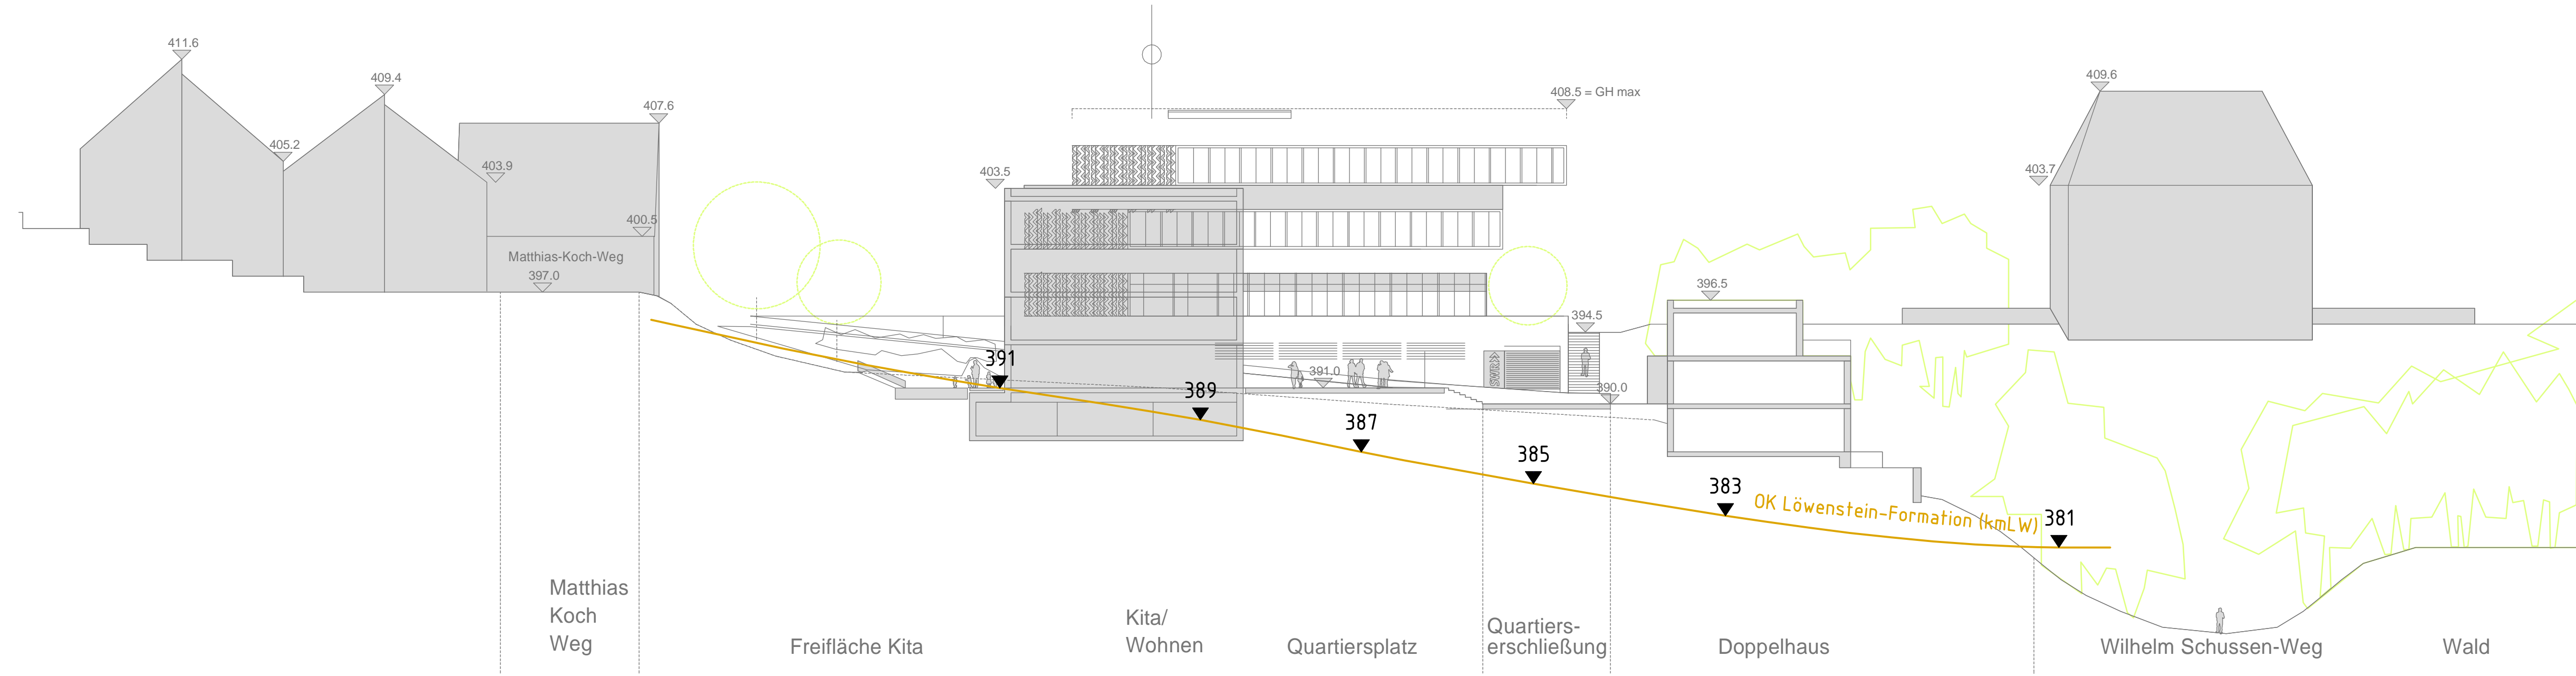 411.6
409.4
407.6
405.2
403.9
400.5
Matthias-Koch-Weg
397.0
408.5 = GH max
403.5
409.6
403.7
396.5
394.5
391.0
390.0
SWR
391
389
387
385
383
381
OK Löwenstein-Formation (kmLW)
Matthias
Koch
Weg
Freifläche Kita
Kita/
Wohnen
Quartiersplatz
Quartiers-
erschließung
Doppelhaus
Wilhelm Schussen-Weg
Wald